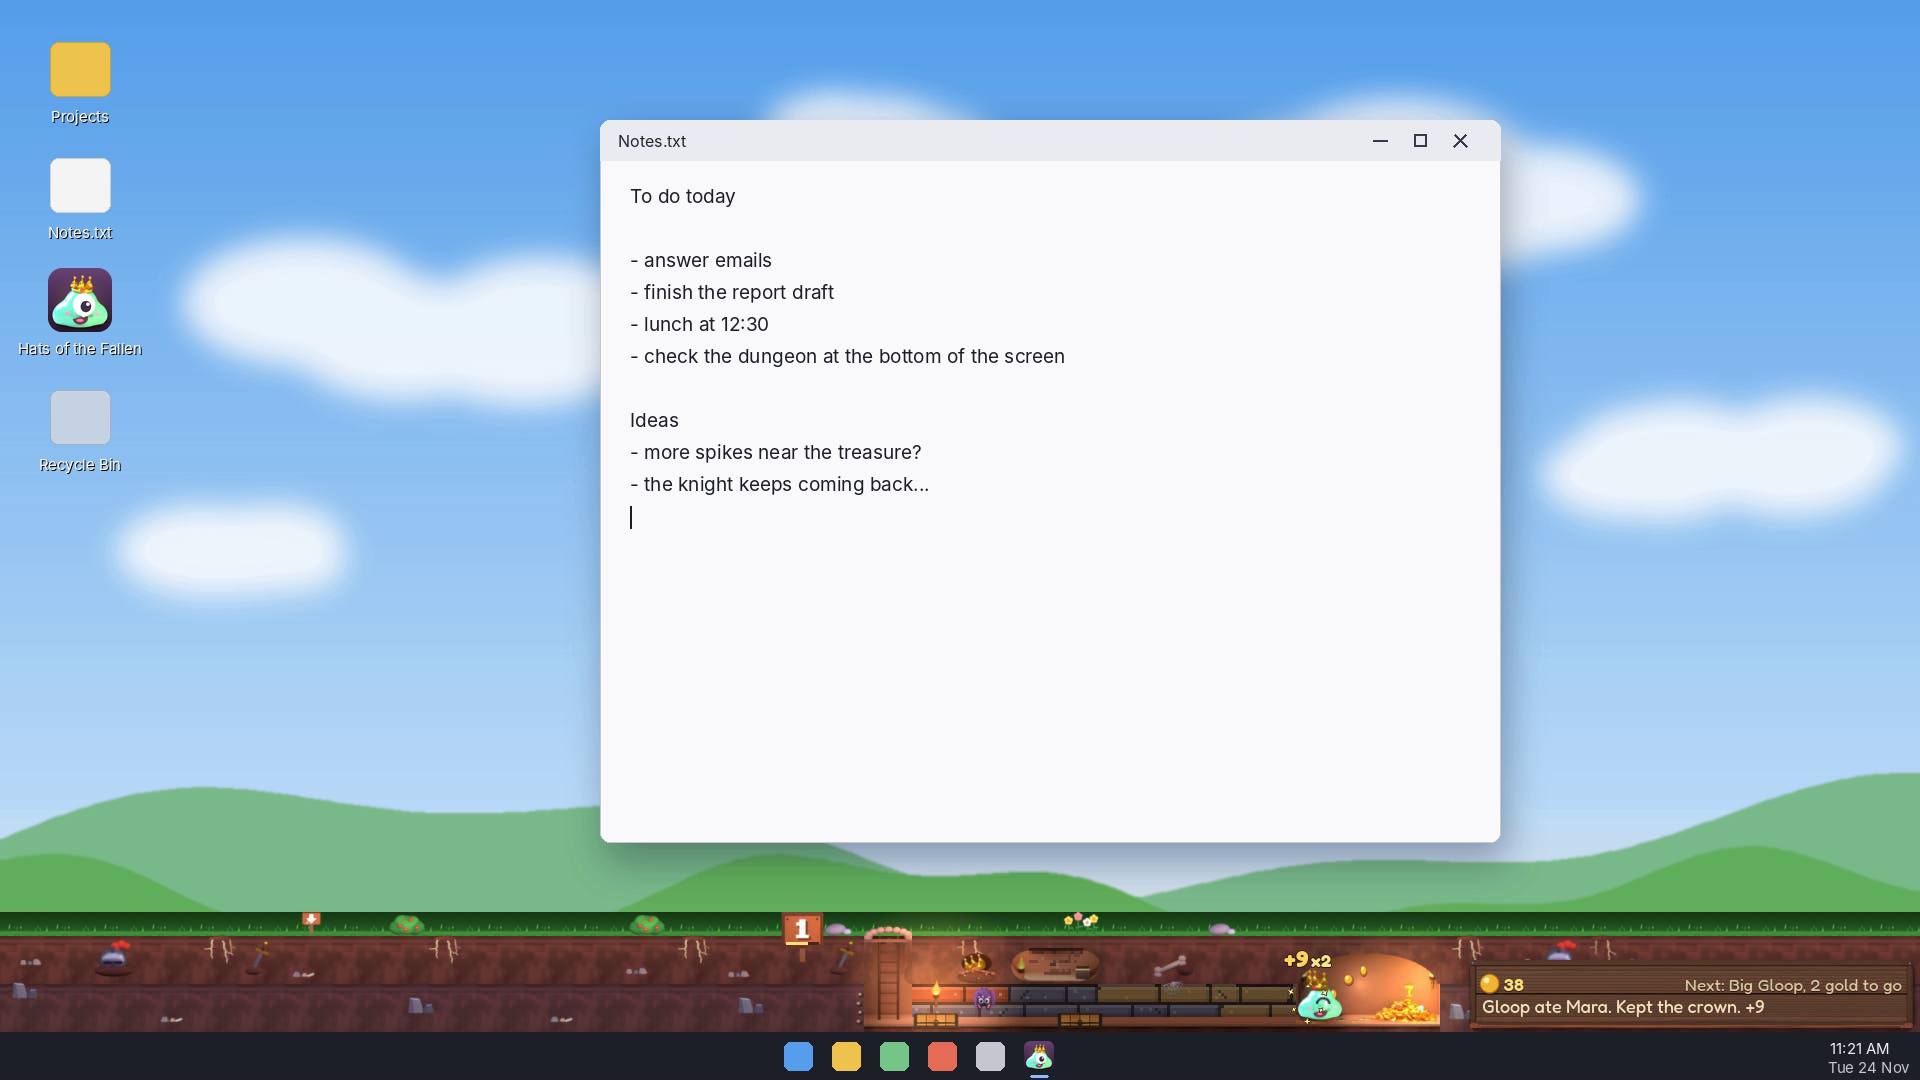 Projects
Notes.txt
Hats of the Fallen
Recycle Bin
Notes.txt
To do today
- answer emails
- finish the report draft
- lunch at 12:30
- check the dungeon at the bottom of the screen
Ideas
- more spikes near the treasure?
- the knight keeps coming back...
1
+9 x2
38
Next: Big Gloop, 2 gold to go
Gloop ate Mara. Kept the crown. +9
11:21 AM
Tue 24 Nov